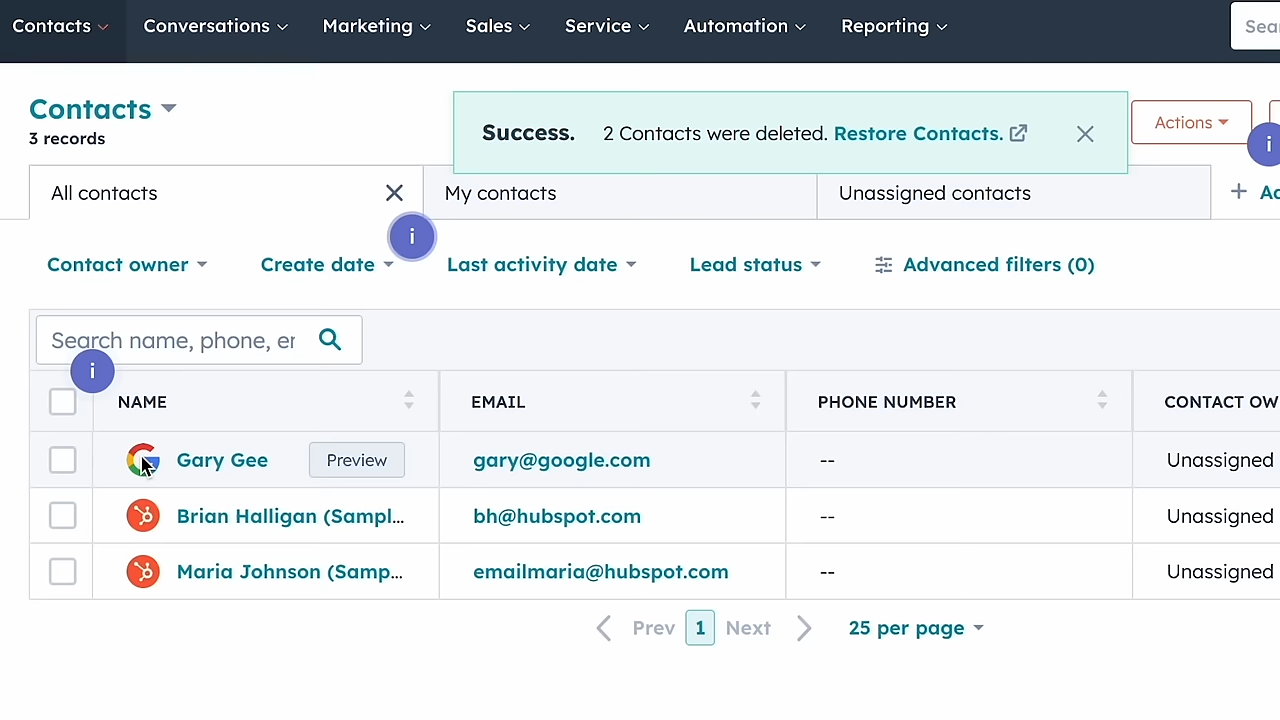 Contacts Conversations Marketing Sales Service Automation Reporting Sear
Contacts
3 records
Success. 2 Contacts were deleted. Restore Contacts.
Actions
i
All contacts My contacts Unassigned contacts + Ad
i
Contact owner Create date Last activity date Lead status Advanced filters (0)
Search name, phone, er
i
NAME EMAIL PHONE NUMBER CONTACT OW
Gary Gee Preview gary@google.com -- Unassigned
Brian Halligan (Sampl... bh@hubspot.com -- Unassigned
Maria Johnson (Samp... emailmaria@hubspot.com -- Unassigned
Prev 1 Next 25 per page